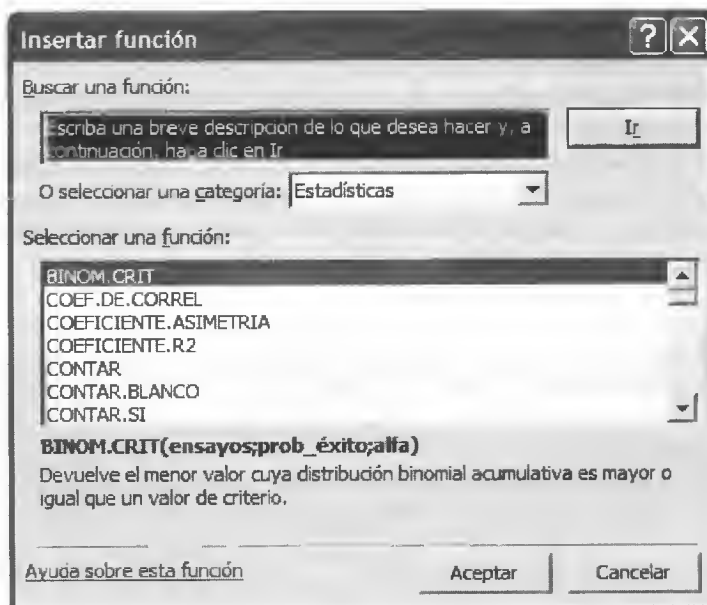 Insertar función
Buscar una función:
Escriba una breve descripción de lo que desea hacer y, a
continuación, haga clic en Ir
Ir
O seleccionar una categoría: Estadísticas
Seleccionar una función:
BINOM.CRIT
COEF.DE.CORREL
COEFICIENTE.ASIMETRIA
COEFICIENTE.R2
CONTAR
CONTAR.BLANCO
CONTAR.SI
BINOM.CRIT(ensayos;prob_éxito;alfa)
Devuelve el menor valor cuya distribución binomial acumulativa es mayor o
igual que un valor de criterio.
Ayuda sobre esta función
Aceptar
Cancelar